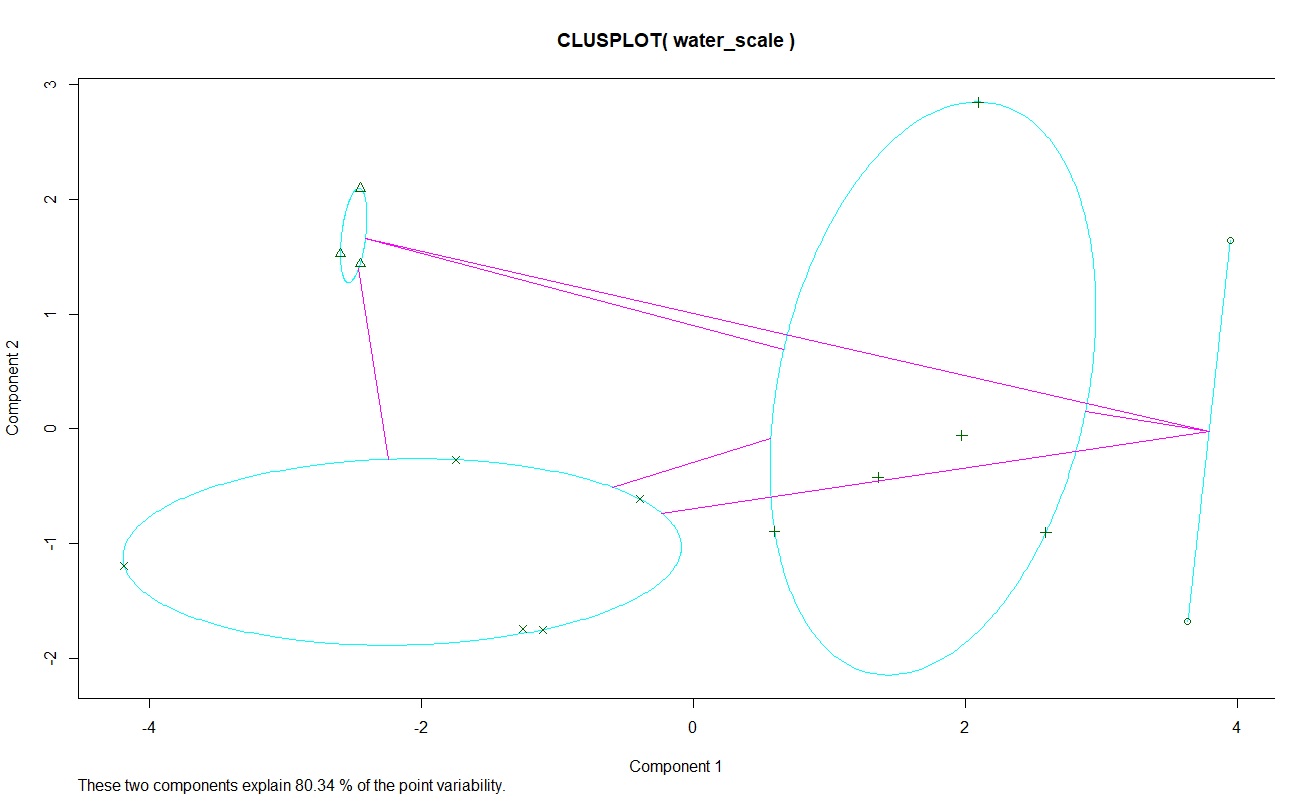 CLUSPLOT( water_scale )
3
2
1
0
-1
-2
Component 2
-4 -2 0 2 4
Component 1
These two components explain 80.34 % of the point variability.